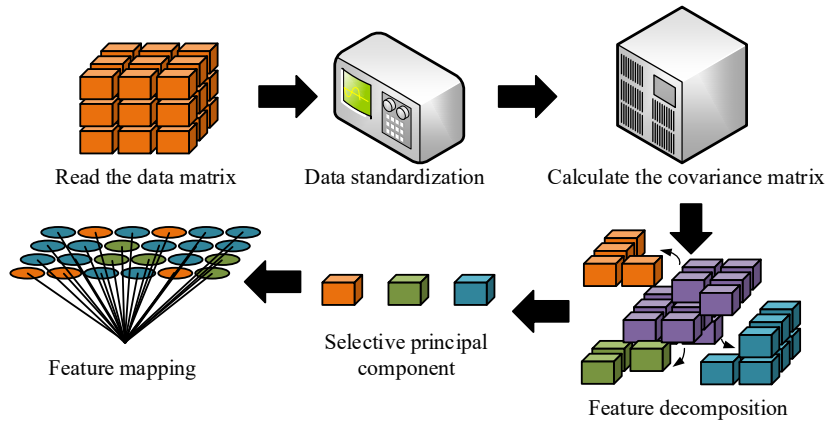 Read the data matrix
Data standardization
Calculate the covariance matrix
Feature mapping
Selective principal
component
Feature decomposition